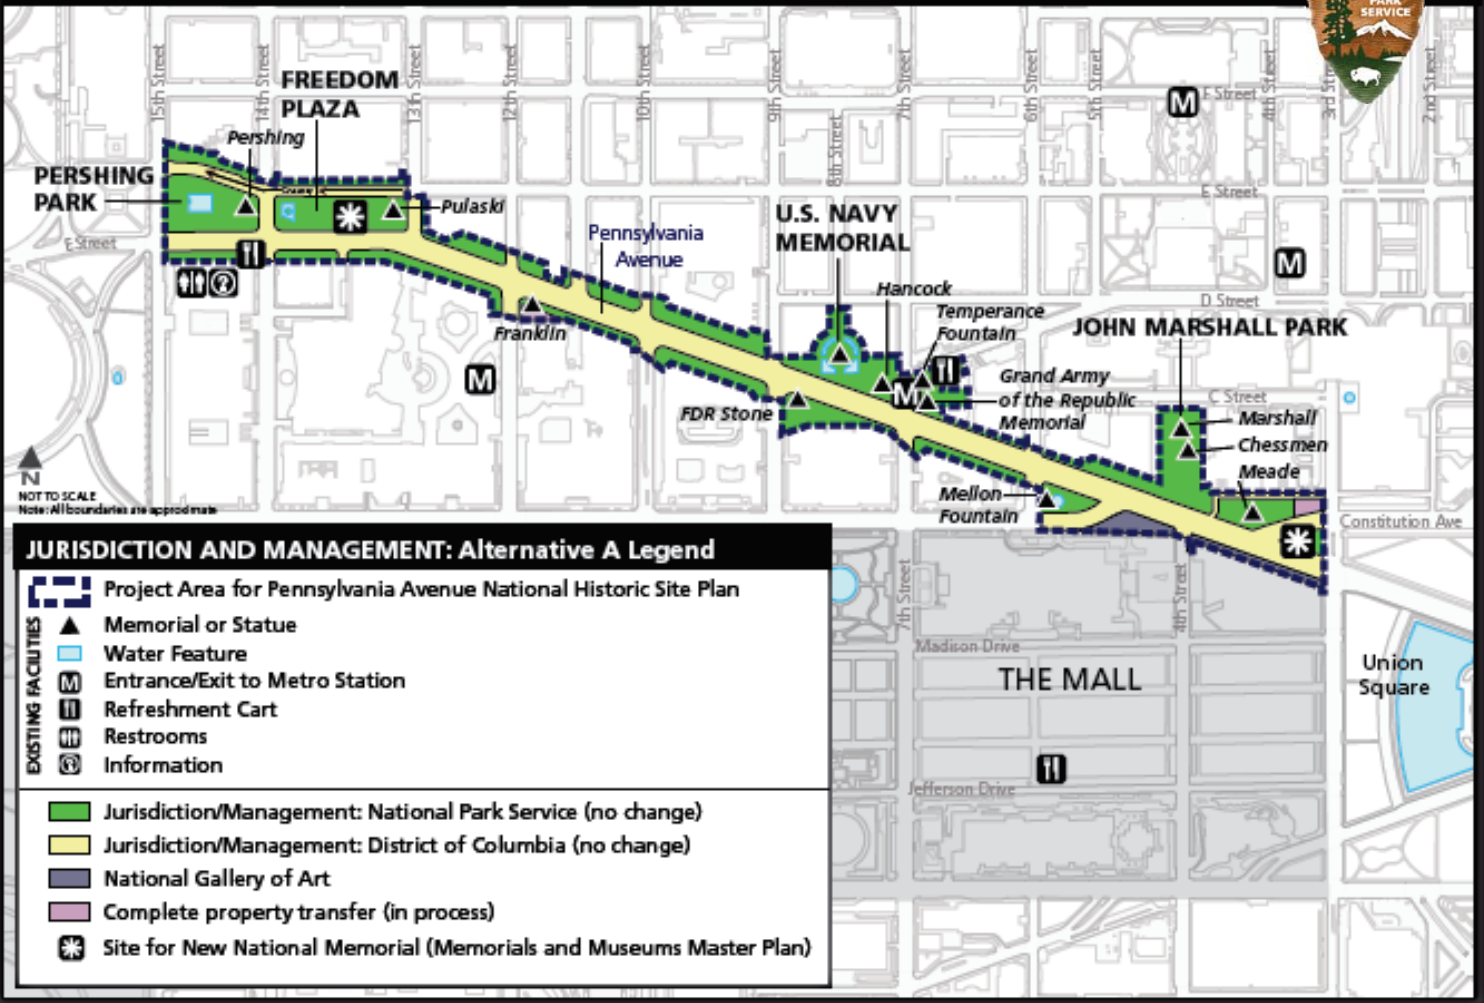 PARK
SERVICE
15th Street
14th Street
13th Street
12th Street
10th Street
9th Street
8th Street
7th Street
6th Street
5th Street
4th Street
3rd Street
2nd Street
FREEDOM
PLAZA
M
F Street
Pershing
PERSHING
PARK
Pulaski
E Street
E Street
U.S. NAVY
MEMORIAL
Pennsylvania
Avenue
M
Hancock
D Street
Temperance
Fountain
Franklin
JOHN MARSHALL PARK
M
M
Grand Army
of the Republic
Memorial
FDR Stone
C Street
Marshall
Chessmen
Meade
N
NOT TO SCALE
Note: All boundaries are approximate
Mellon
Fountain
Constitution Ave
JURISDICTION AND MANAGEMENT: Alternative A Legend
Project Area for Pennsylvania Avenue National Historic Site Plan
EXISTING FACILITIES
Memorial or Statue
Water Feature
M Entrance/Exit to Metro Station
Refreshment Cart
Restrooms
? Information
Jurisdiction/Management: National Park Service (no change)
Jurisdiction/Management: District of Columbia (no change)
National Gallery of Art
Complete property transfer (in process)
Site for New National Memorial (Memorials and Museums Master Plan)
7th Street
4th Street
Madison Drive
THE MALL
Union
Square
Jefferson Drive